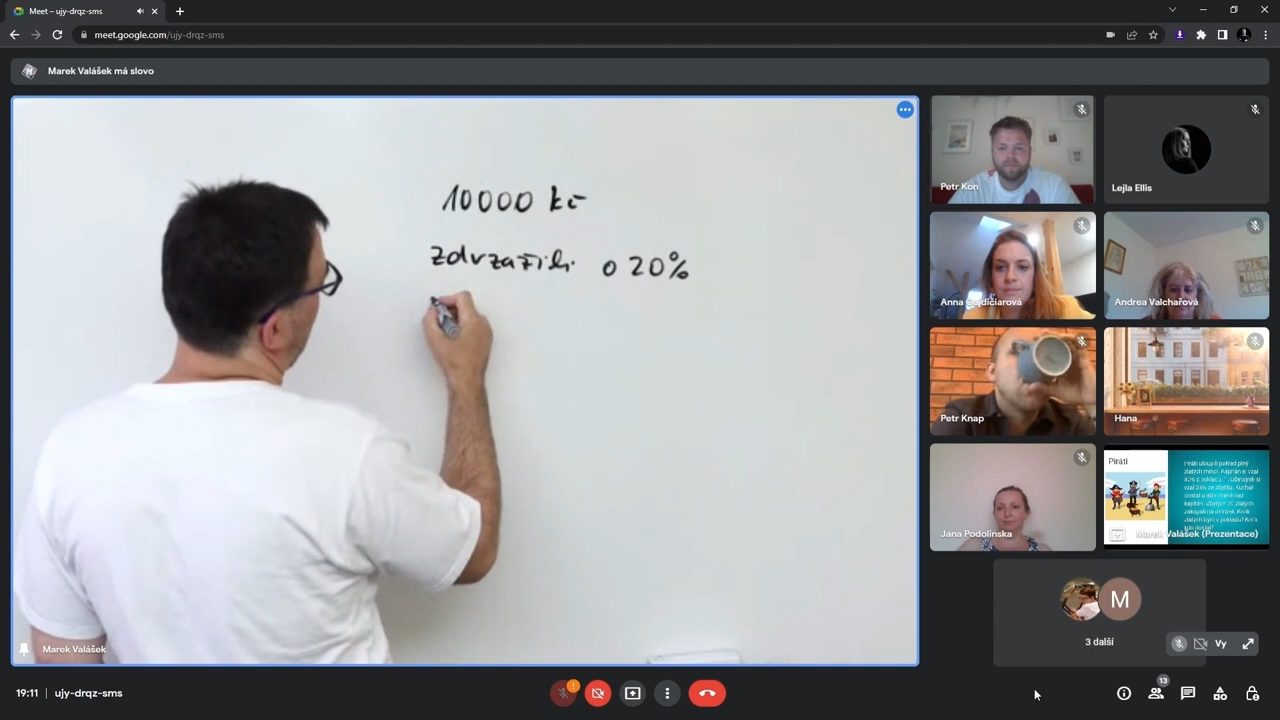 Meet – ujy-drqz-sms
meet.google.com/ujy-drqz-sms
Marek Valášek má slovo
10000 kč
zdražili o 20%
Marek Valášek
Petr Kon
Lejla Ellis
Anna Gajdičiarová
Andrea Valchařová
Petr Knap
Hana
Jana Podolinska
Piráti
Marek Valášek (Prezentace)
M
3 další
Vy
19:11 | ujy-drqz-sms
13